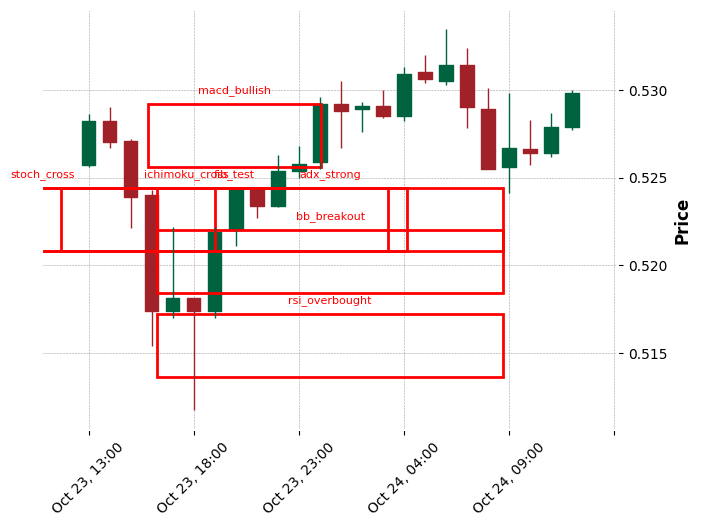 macd_bullish
0.530
stoch_cross
ichimoku_cross
fib_test
adx_strong
0.525
bb_breakout
0.520
rsi_overbought
0.515
Price
Oct 23, 13:00
Oct 23, 18:00
Oct 23, 23:00
Oct 24, 04:00
Oct 24, 09:00